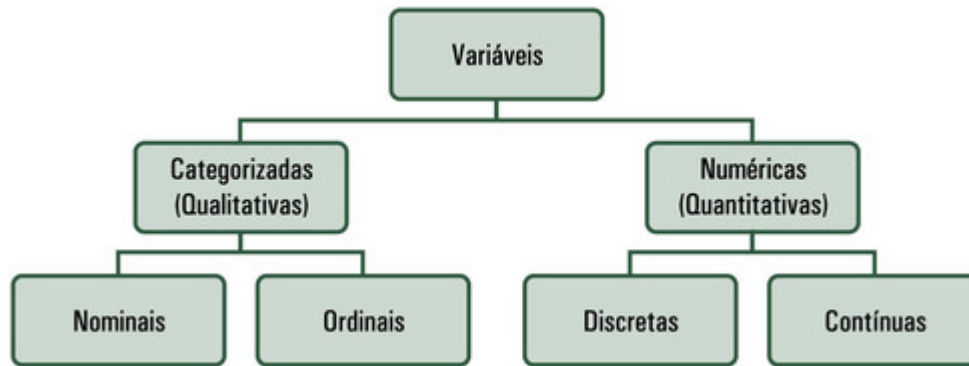 Variáveis
Categorizadas
(Qualitativas)
Numéricas
(Quantitativas)
Nominais
Ordinais
Discretas
Contínuas